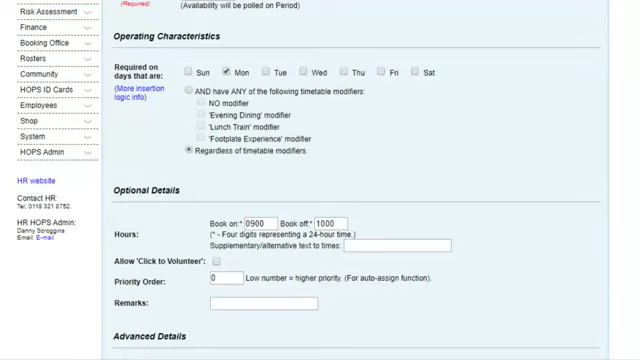 (Required)
(Availability will be polled on Period)
Risk Assessment
Finance
Booking Office
Rosters
Community
HOPS ID Cards
Employees
Shop
System
HOPS Admin
HR website
Contact HR:
Tel. 0118 321 8752.
HR HOPS Admin:
Danny Scroggins
Email: E-mail
Operating Characteristics
Required on days that are:
(More insertion logic info)
Sun Mon Tue Wed Thu Fri Sat
AND have ANY of the following timetable modifiers:
NO modifier
'Evening Dining' modifier
'Lunch Train' modifier
'Footplate Experience' modifier
Regardless of timetable modifiers.
Optional Details
Hours:
Book on:* 0900 Book off:* 1000
(* - Four digits representing a 24-hour time.)
Supplementary/alternative text to times:
Allow 'Click to Volunteer':
Priority Order:
0 Low number = higher priority. (For auto-assign function).
Remarks:
Advanced Details